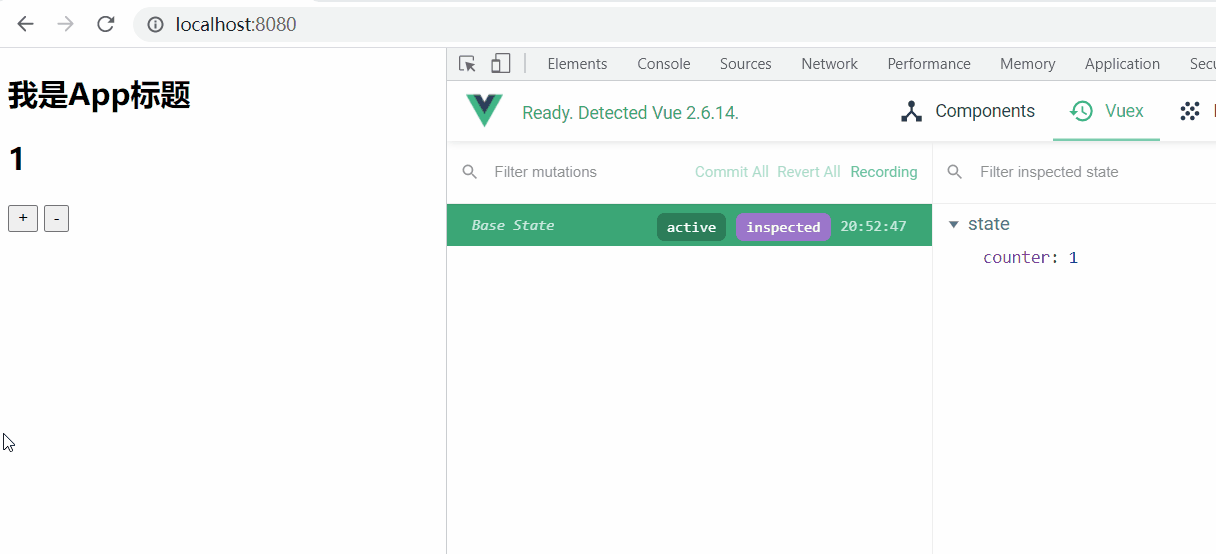 localhost:8080
Elements Console Sources Network Performance Memory Application Secu
Ready. Detected Vue 2.6.14. Components Vuex
Filter mutations Commit All Revert All Recording Filter inspected state
Base State active inspected 20:52:47
state
counter: 1
我是App标题
1
+ -